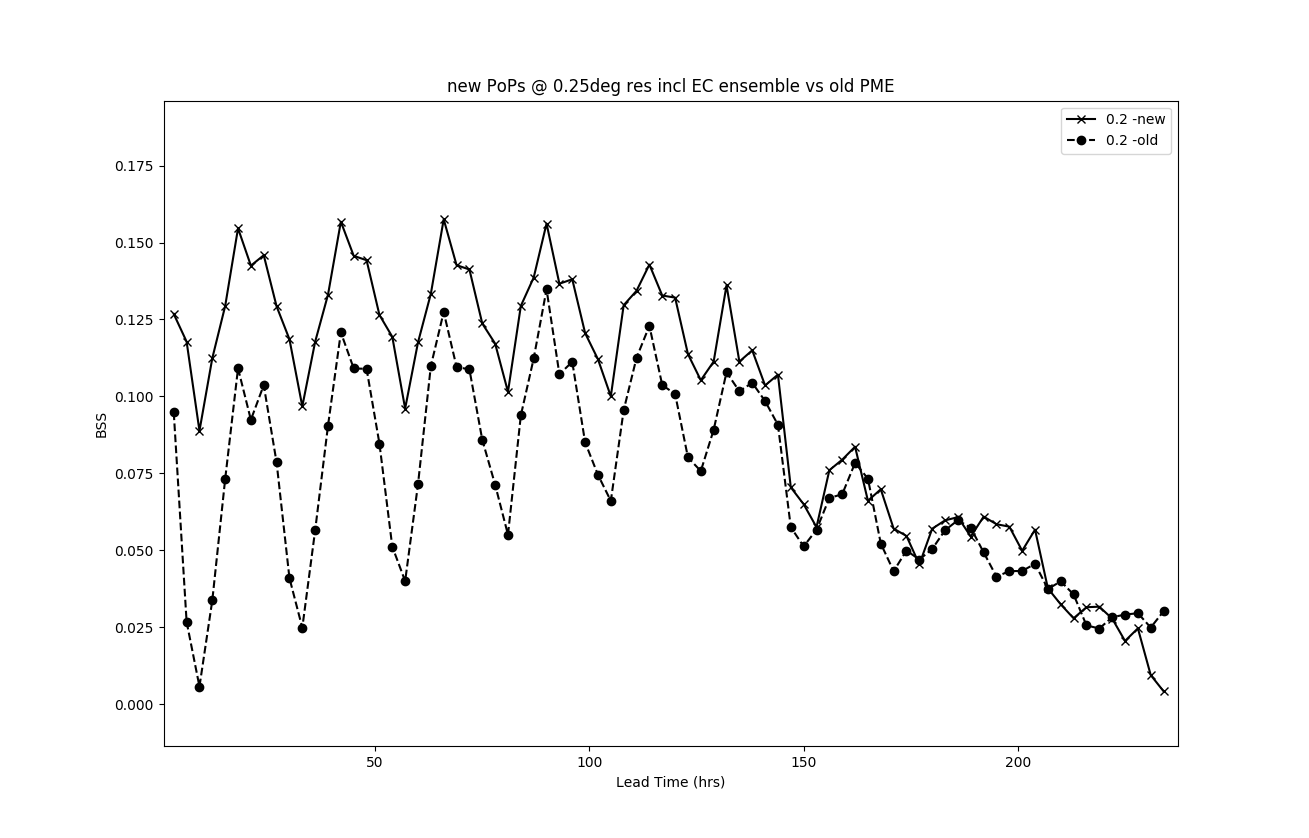 new PoPs @ 0.25deg res incl EC ensemble vs old PME
0.2 -new
0.2 -old
0.175
0.150
0.125
0.100
0.075
0.050
0.025
0.000
BSS
50
100
150
200
Lead Time (hrs)